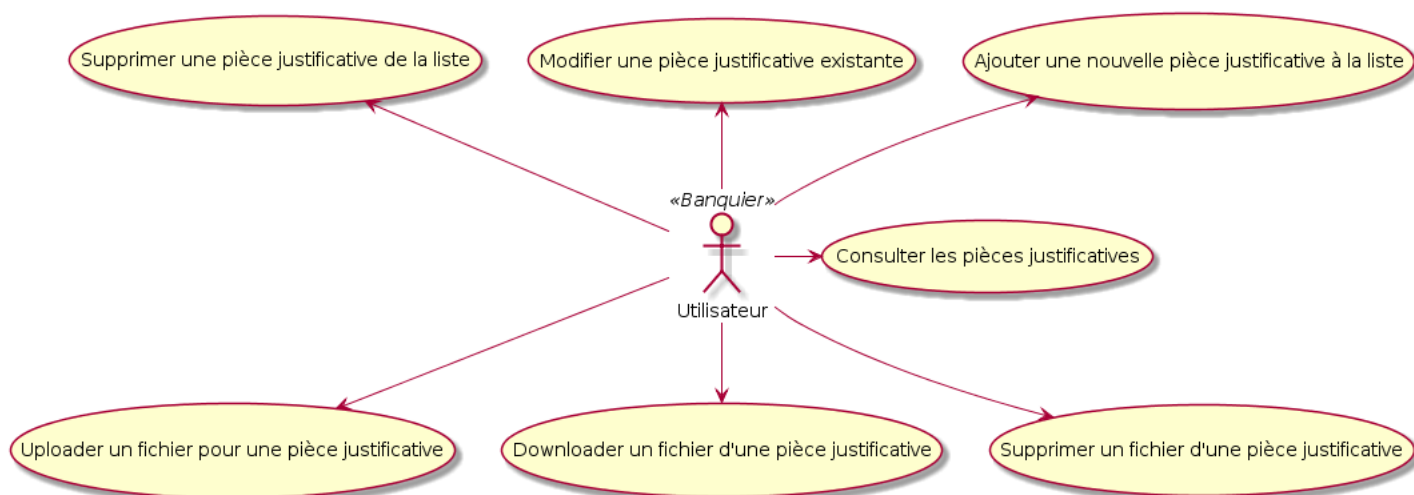 Supprimer une pièce justificative de la liste
Modifier une pièce justificative existante
Ajouter une nouvelle pièce justificative à la liste
«Banquier»
Consulter les pièces justificatives
Utilisateur
Uploader un fichier pour une pièce justificative
Downloader un fichier d'une pièce justificative
Supprimer un fichier d'une pièce justificative